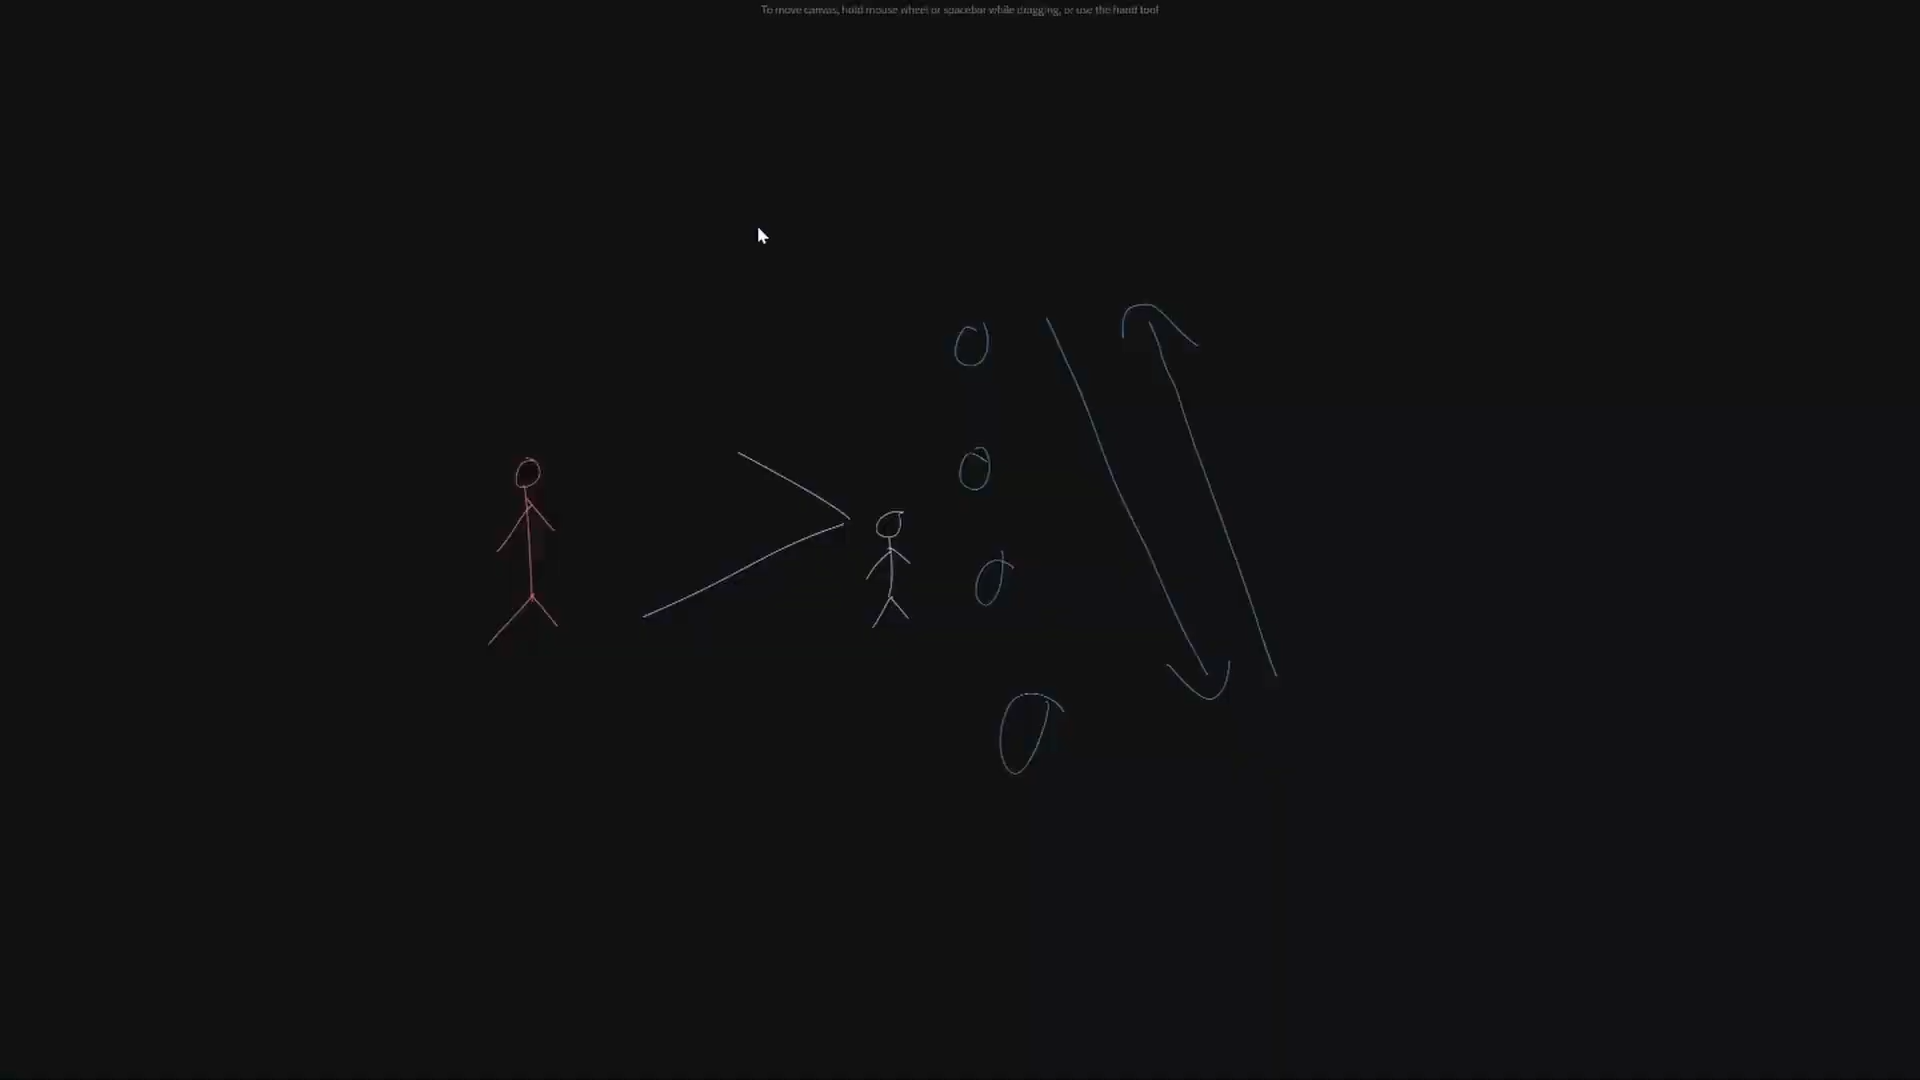 To move canvas, hold mouse wheel or spacebar while dragging, or use the hand tool